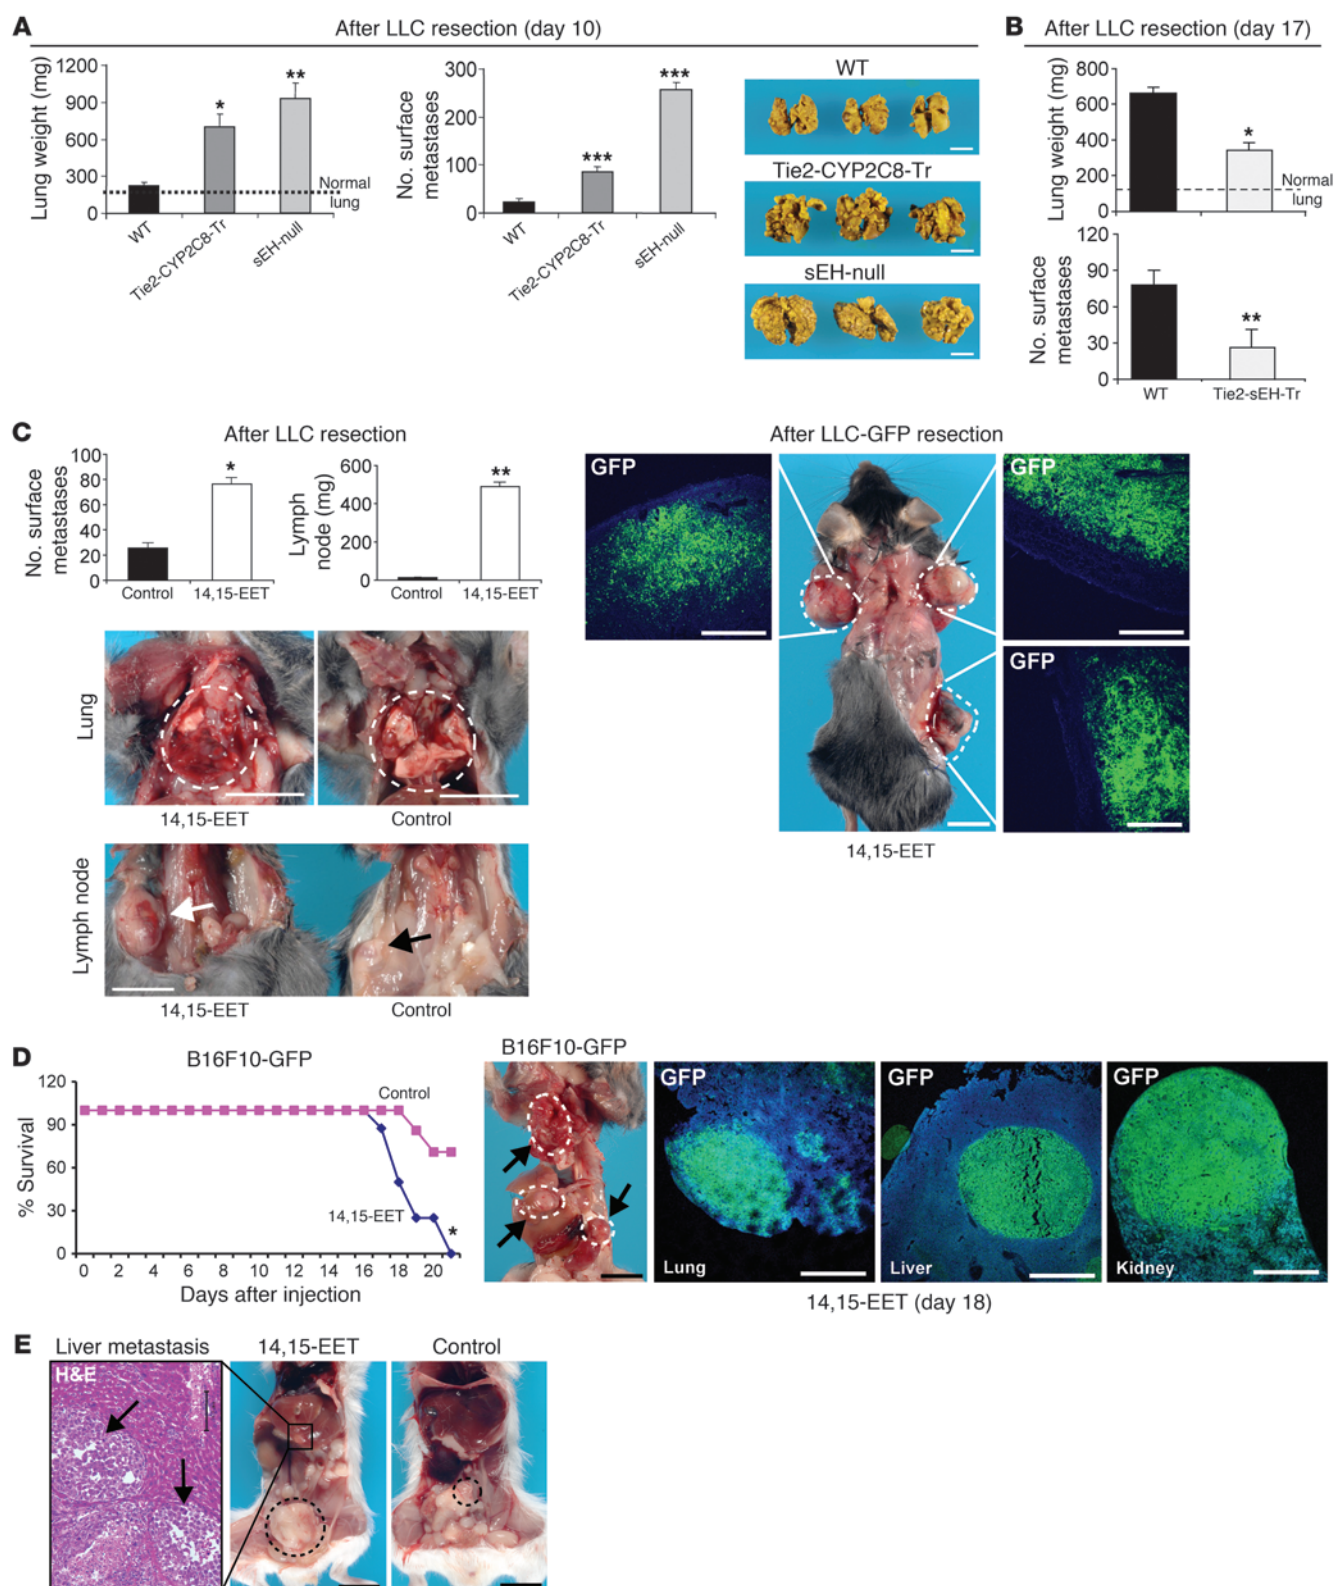 A
After LLC resection (day 10)
Lung weight (mg)
1200
900
600
300
0
*
**
Normal
lung
WT
Tie2-CYP2C8-Tr
sEH-null
No. surface
metastases
300
200
100
0
***
***
WT
Tie2-CYP2C8-Tr
sEH-null
WT
Tie2-CYP2C8-Tr
sEH-null
B
After LLC resection (day 17)
Lung weight (mg)
800
600
400
200
0
*
Normal
lung
No. surface
metastases
120
90
60
30
0
**
WT
Tie2-sEH-Tr
C
After LLC resection
No. surface
metastases
100
80
60
40
20
0
*
Control
14,15-EET
Lymph
node (mg)
600
400
200
0
**
Control
14,15-EET
Lung
14,15-EET
Control
Lymph node
14,15-EET
Control
After LLC-GFP resection
GFP
GFP
GFP
14,15-EET
D
B16F10-GFP
% Survival
120
90
60
30
0
Control
14,15-EET
*
0 2 4 6 8 10 12 14 16 18 20
Days after injection
B16F10-GFP
GFP
Lung
GFP
Liver
GFP
Kidney
14,15-EET (day 18)
E
Liver metastasis
H&E
14,15-EET
Control